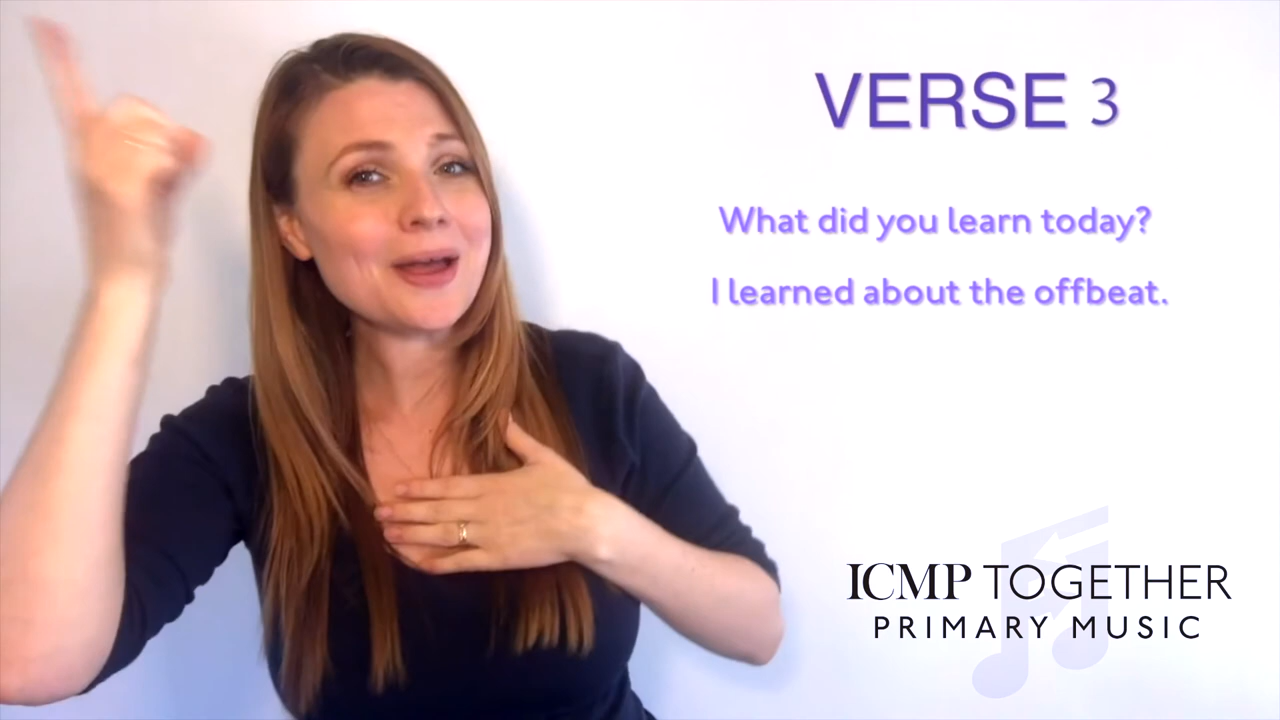 VERSE 3
What did you learn today?
I learned about the offbeat.
ICMP TOGETHER
PRIMARY MUSIC